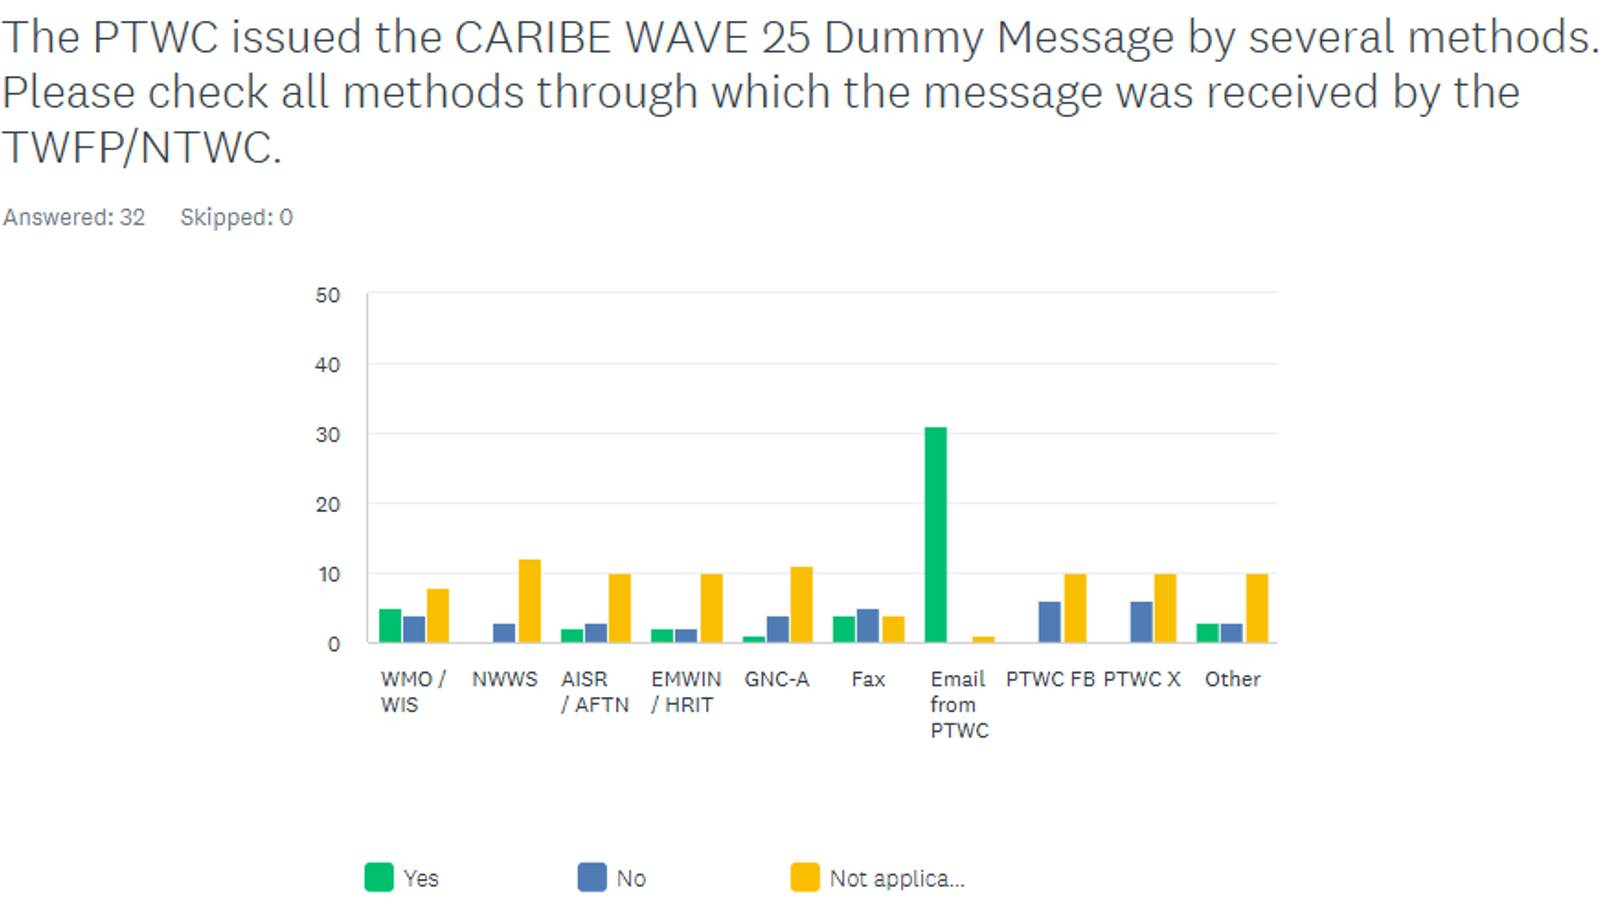 The PTWC issued the CARIBE WAVE 25 Dummy Message by several methods.
Please check all methods through which the message was received by the
TWFP/NTWC.
Answered: 32 Skipped: 0
50
40
30
20
10
0
WMO /
WIS
NWWS
AISR
/ AFTN
EMWIN
/ HRIT
GNC-A
Fax
Email
from
PTWC
PTWC FB
PTWC X
Other
Yes
No
Not applica...